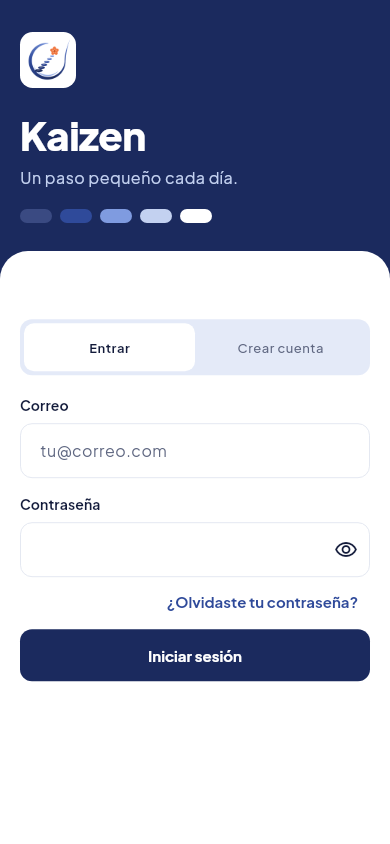 Kaizen
Un paso pequeño cada día.
Entrar
Crear cuenta
Correo
tu@correo.com
Contraseña
¿Olvidaste tu contraseña?
Iniciar sesión